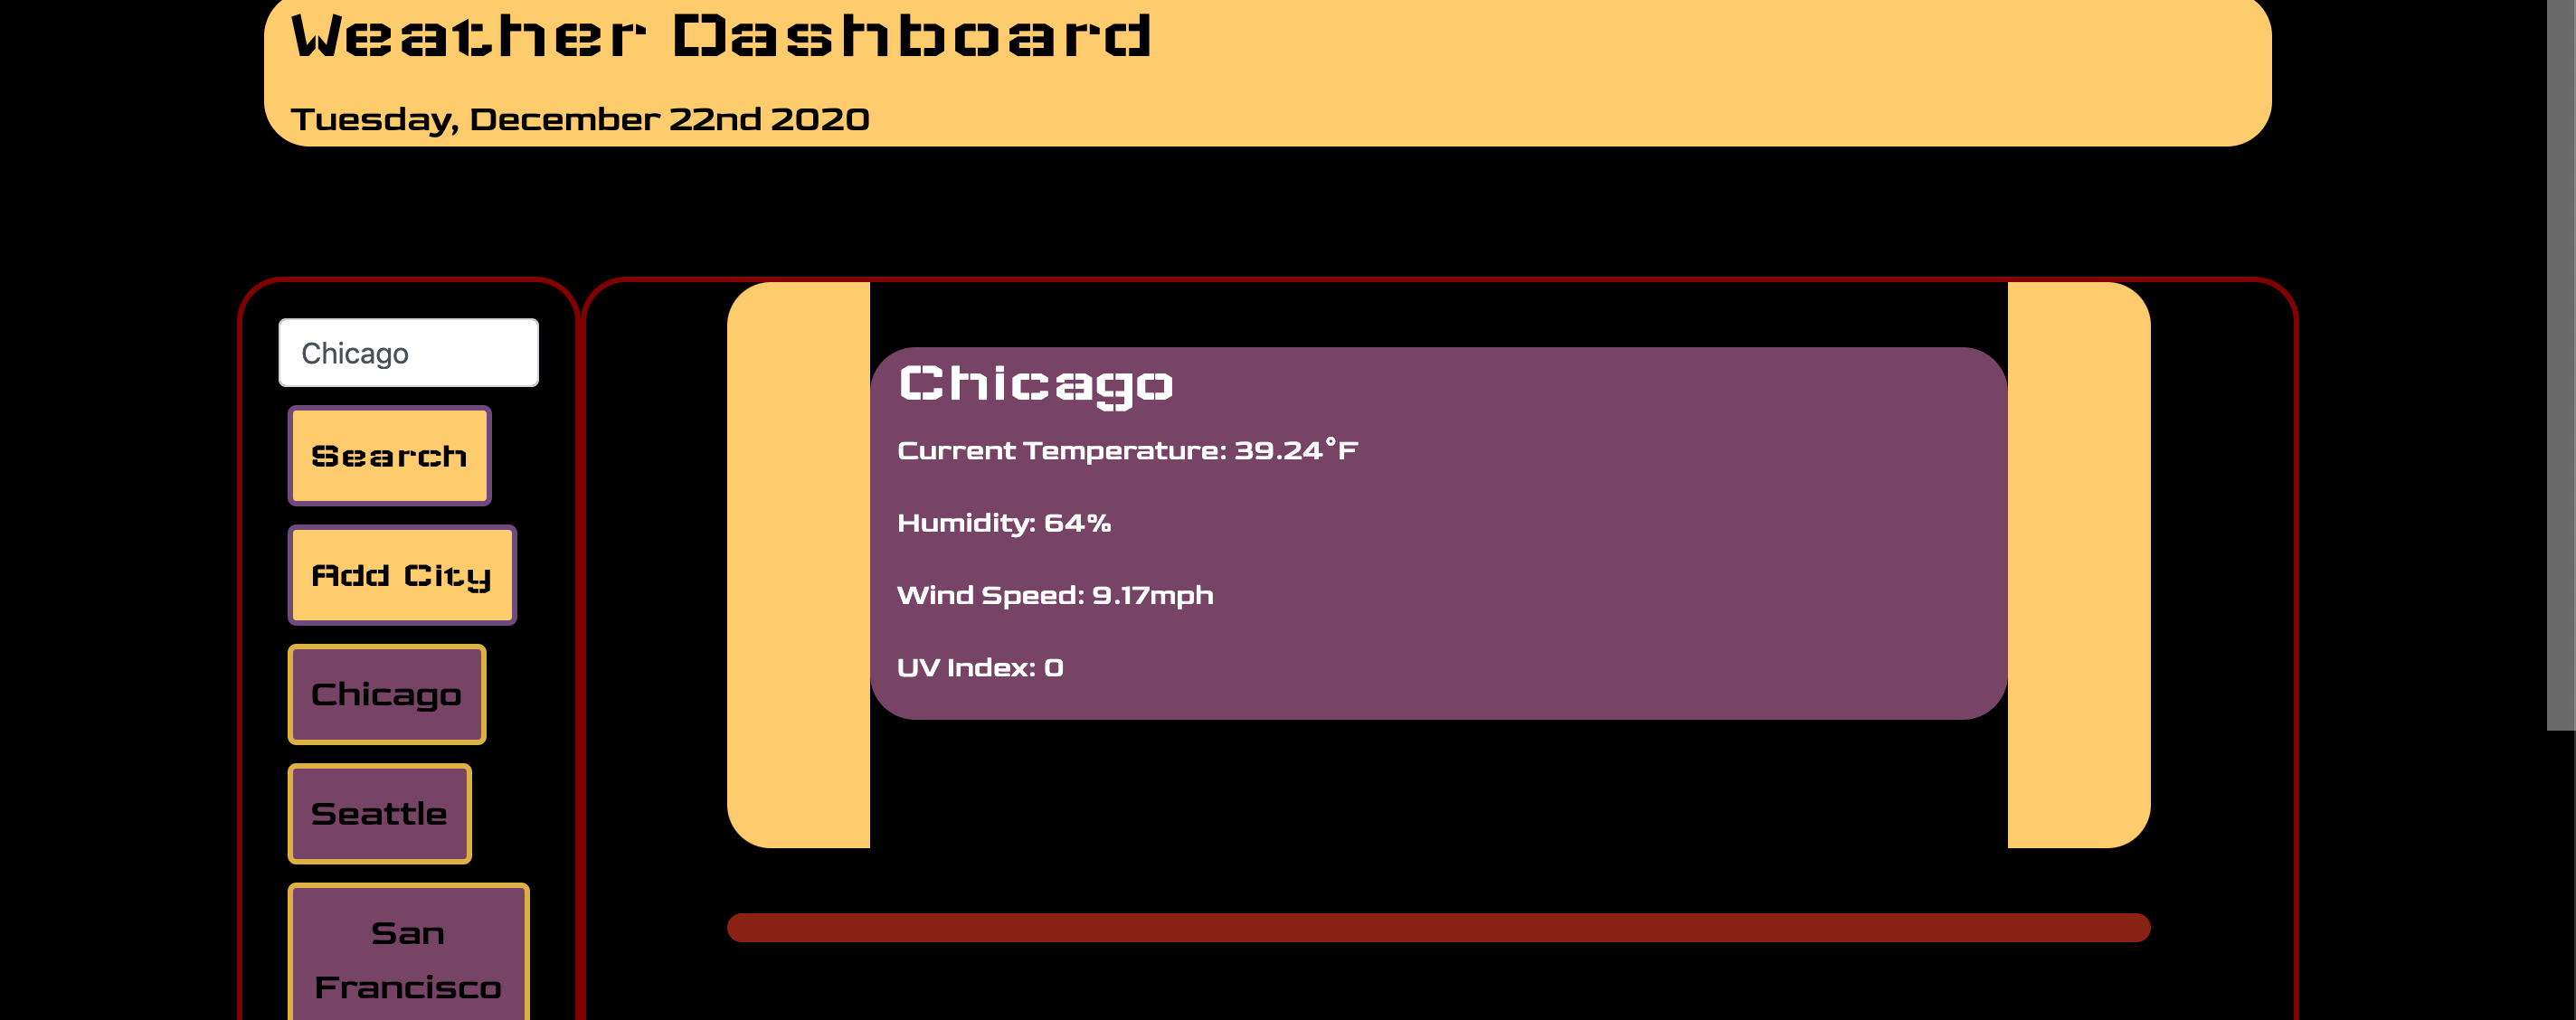 Weather Dashboard
Tuesday, December 22nd 2020
Chicago
Search
Add City
Chicago
Seattle
San
Francisco
Chicago
Current Temperature: 39.24°F
Humidity: 64%
Wind Speed: 9.17mph
UV Index: 0